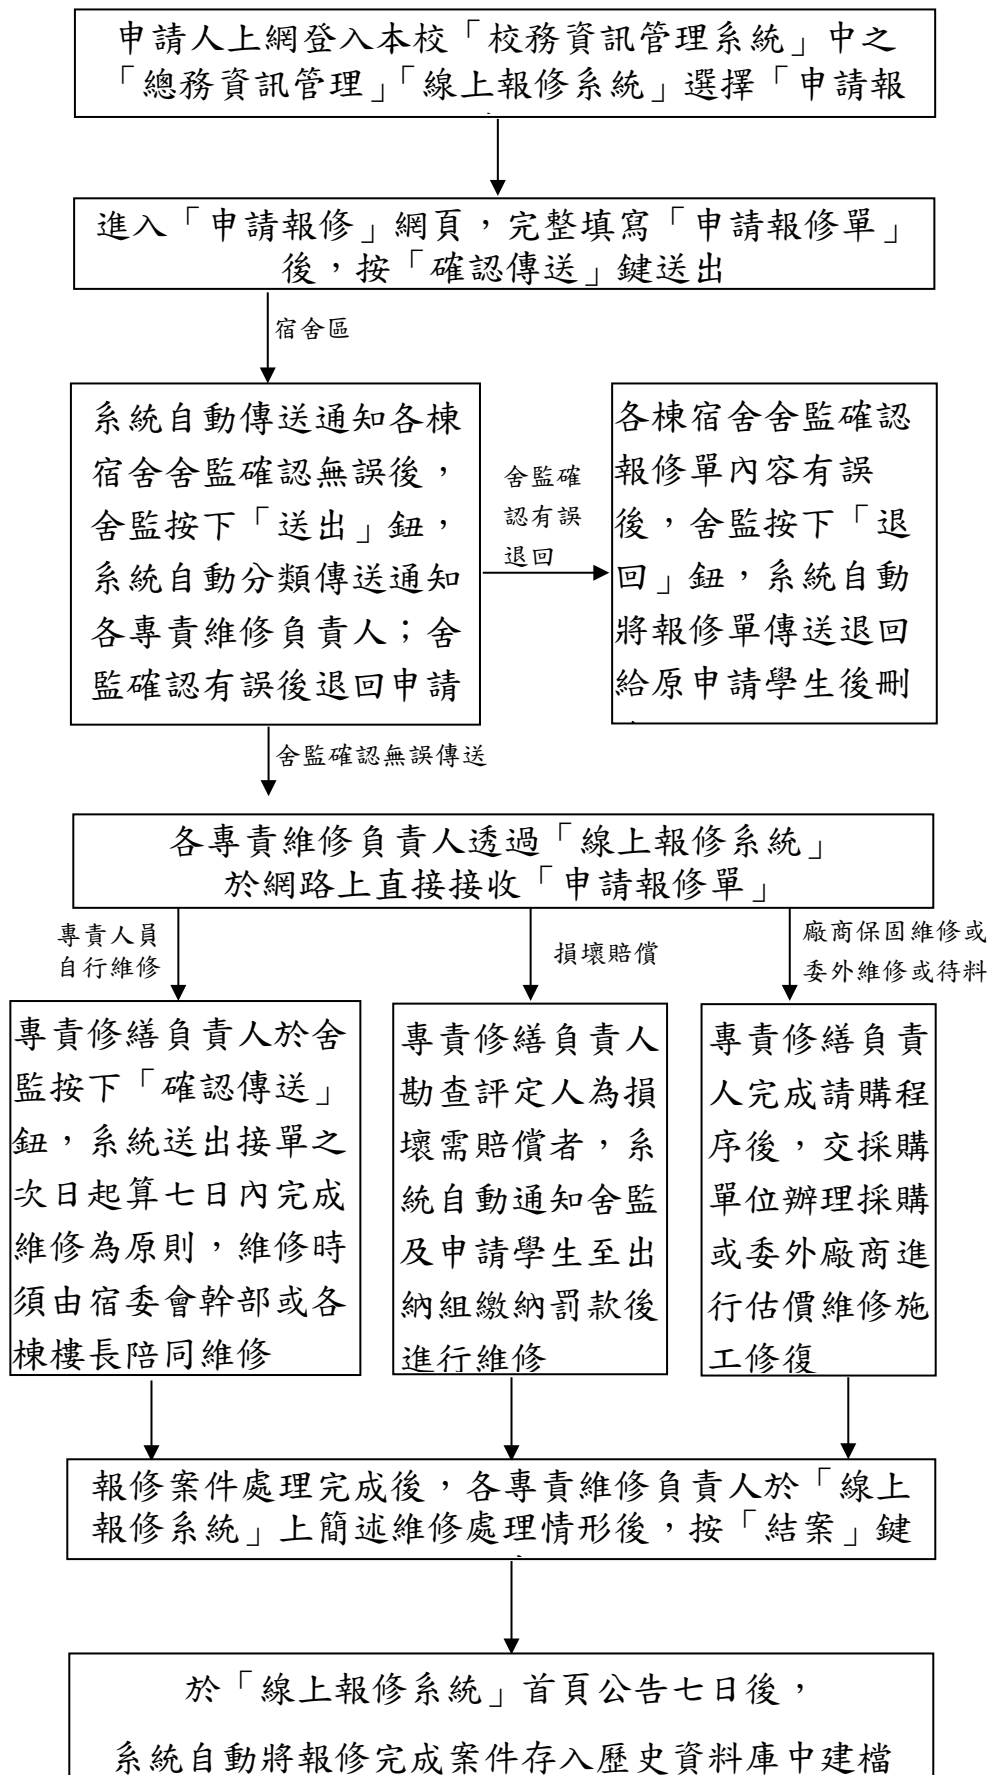 申請人上網登入本校「校務資訊管理系統」中之
「總務資訊管理」「線上報修系統」選擇「申請報
進入「申請報修」網頁，完整填寫「申請報修單」
後，按「確認傳送」鍵送出
宿舍區
系統自動傳送通知各棟
宿舍舍監確認無誤後，
舍監按下「送出」鈕，
系統自動分類傳送通知
各專責維修負責人；舍
監確認有誤後退回申請
舍監確
認有誤
退回
各棟宿舍舍監確認
報修單內容有誤
後，舍監按下「退
回」鈕，系統自動
將報修單傳送退回
給原申請學生後刪
舍監確認無誤傳送
各專責維修負責人透過「線上報修系統」
於網路上直接接收「申請報修單」
專責人員
自行維修
損壞賠償
廠商保固維修或
委外維修或待料
專責修繕負責人於舍
監按下「確認傳送」
鈕，系統送出接單之
次日起算七日內完成
維修為原則，維修時
須由宿委會幹部或各
棟樓長陪同維修
專責修繕負責人
勘查評定人為損
壞需賠償者，系
統自動通知舍監
及申請學生至出
納組繳納罰款後
進行維修
專責修繕負責
人完成請購程
序後，交採購
單位辦理採購
或委外廠商進
行估價維修施
工修復
報修案件處理完成後，各專責維修負責人於「線上
報修系統」上簡述維修處理情形後，按「結案」鍵
於「線上報修系統」首頁公告七日後，
系統自動將報修完成案件存入歷史資料庫中建檔